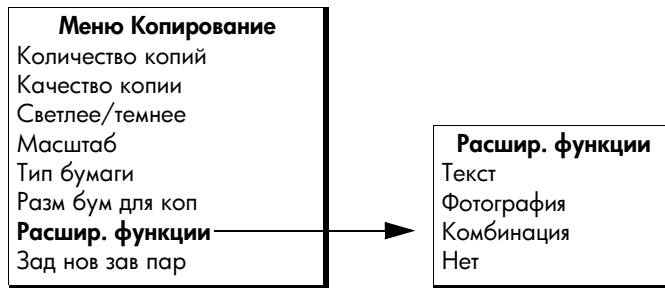 Меню Копирование
Количество копий
Качество копии
Светлее/темнее
Масштаб
Тип бумаги
Разм бум для коп
Расшир. функции
Зад нов зав пар
Расшир. функции
Текст
Фотография
Комбинация
Нет